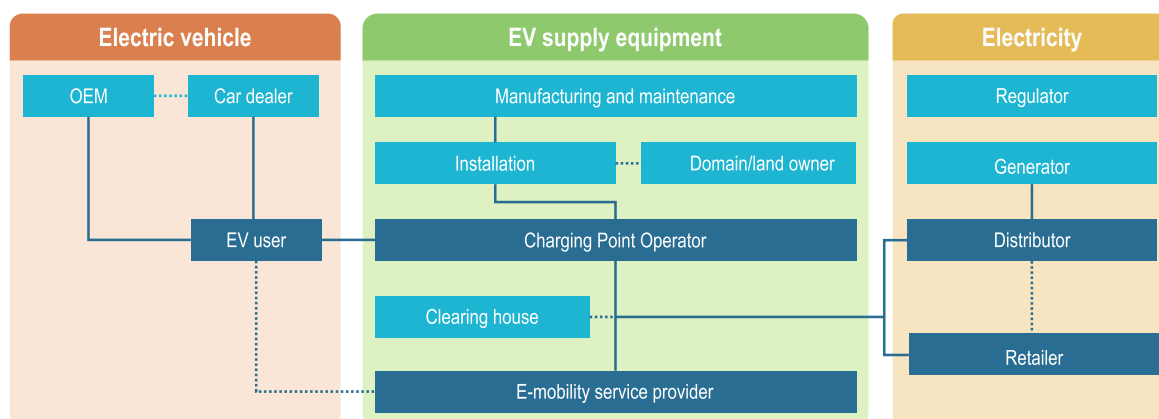 Electric vehicle
EV supply equipment
Electricity
OEM
Car dealer
Manufacturing and maintenance
Regulator
Installation
Domain/land owner
Generator
EV user
Charging Point Operator
Distributor
Clearing house
Retailer
E-mobility service provider